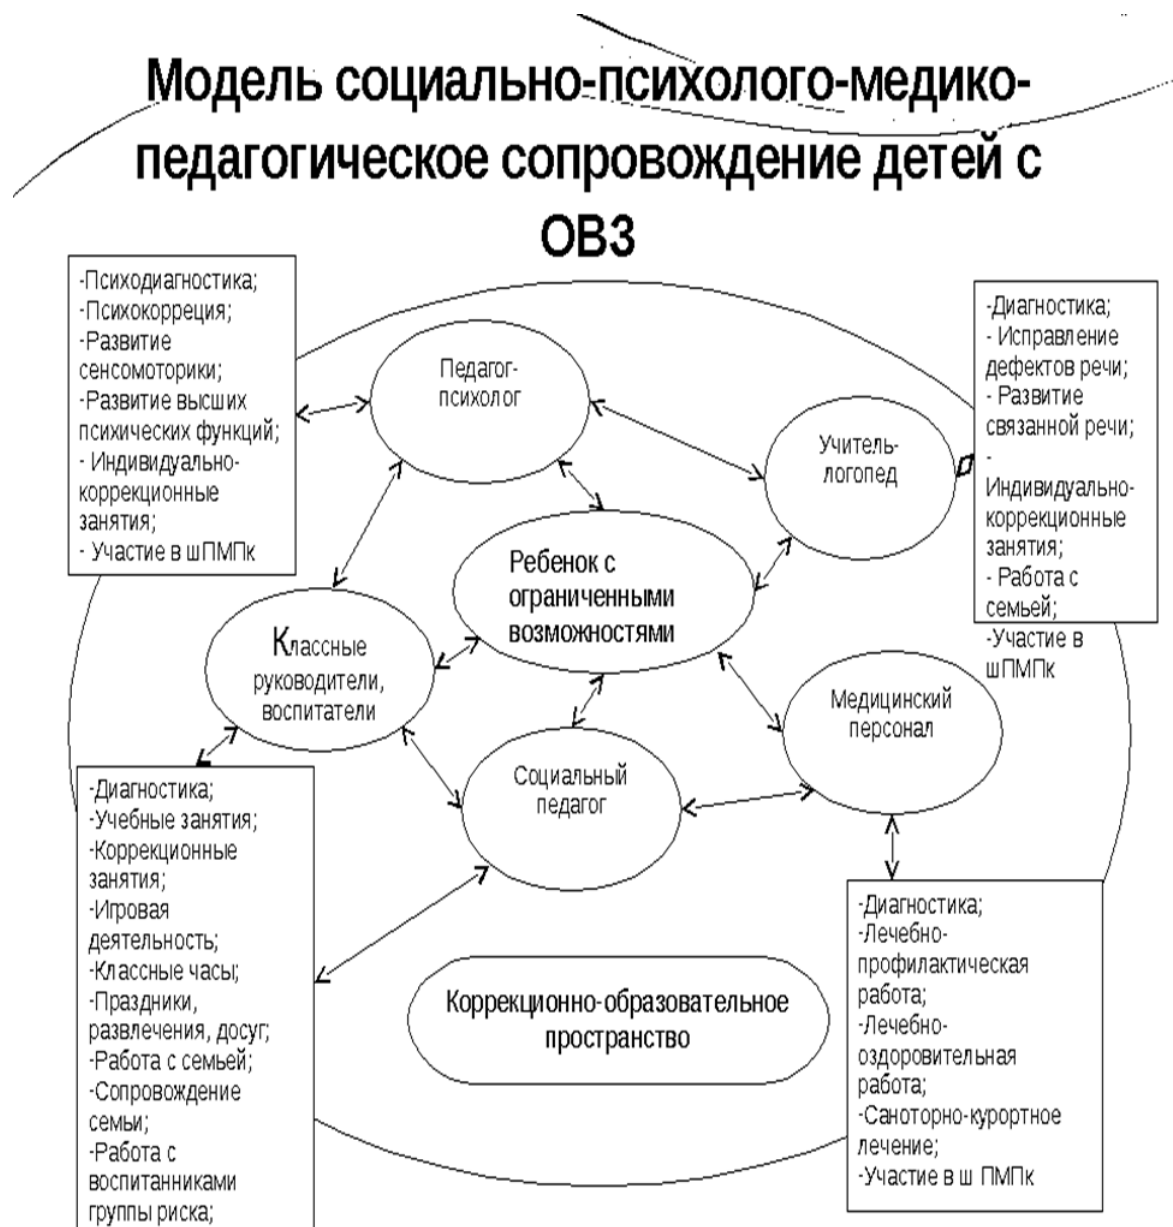 Модель социально-психолого-медико-
педагогическое сопровождение детей с
ОВЗ
-Психодиагностика;
-Психокорреция;
-Развитие
сенсомоторики;
-Развитие высших
психических функций;
- Индивидуально-
коррекционные
занятия;
- Участие в шПМПк
Педагог-
психолог
Учитель-
логопед
-Диагностика;
- Исправление
дефектов речи;
- Развитие
связанной речи;
-
Индивидуально-
коррекционные
занятия;
- Работа с
семьей;
-Участие в
шПМПк
Ребенок с
ограниченными
возможностями
Классные
руководители,
воспитатели
Медицинский
персонал
Социальный
педагог
-Диагностика;
-Учебные занятия;
-Коррекционные
занятия;
-Игровая
деятельность;
-Классные часы;
-Праздники,
развлечения, досуг;
-Работа с семьей;
-Сопровождение
семьи;
-Работа с
воспитанниками
группы риска;
Коррекционно-образовательное
пространство
-Диагностика;
-Лечебно-
профилактическая
работа;
-Лечебно-
оздоровительная
работа;
-Саноторно-курортное
лечение;
-Участие в ш ПМПк